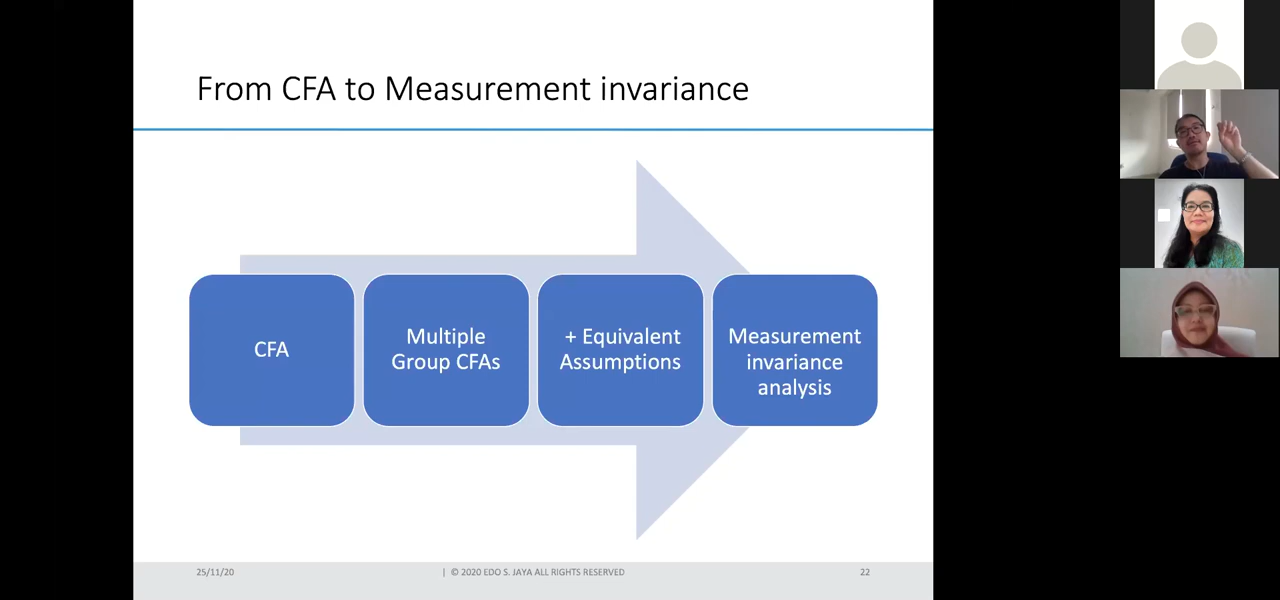 From CFA to Measurement invariance
CFA
Multiple
Group CFAs
+ Equivalent
Assumptions
Measurement
invariance
analysis
25/11/20
| © 2020 EDO S. JAYA ALL RIGHTS RESERVED
22